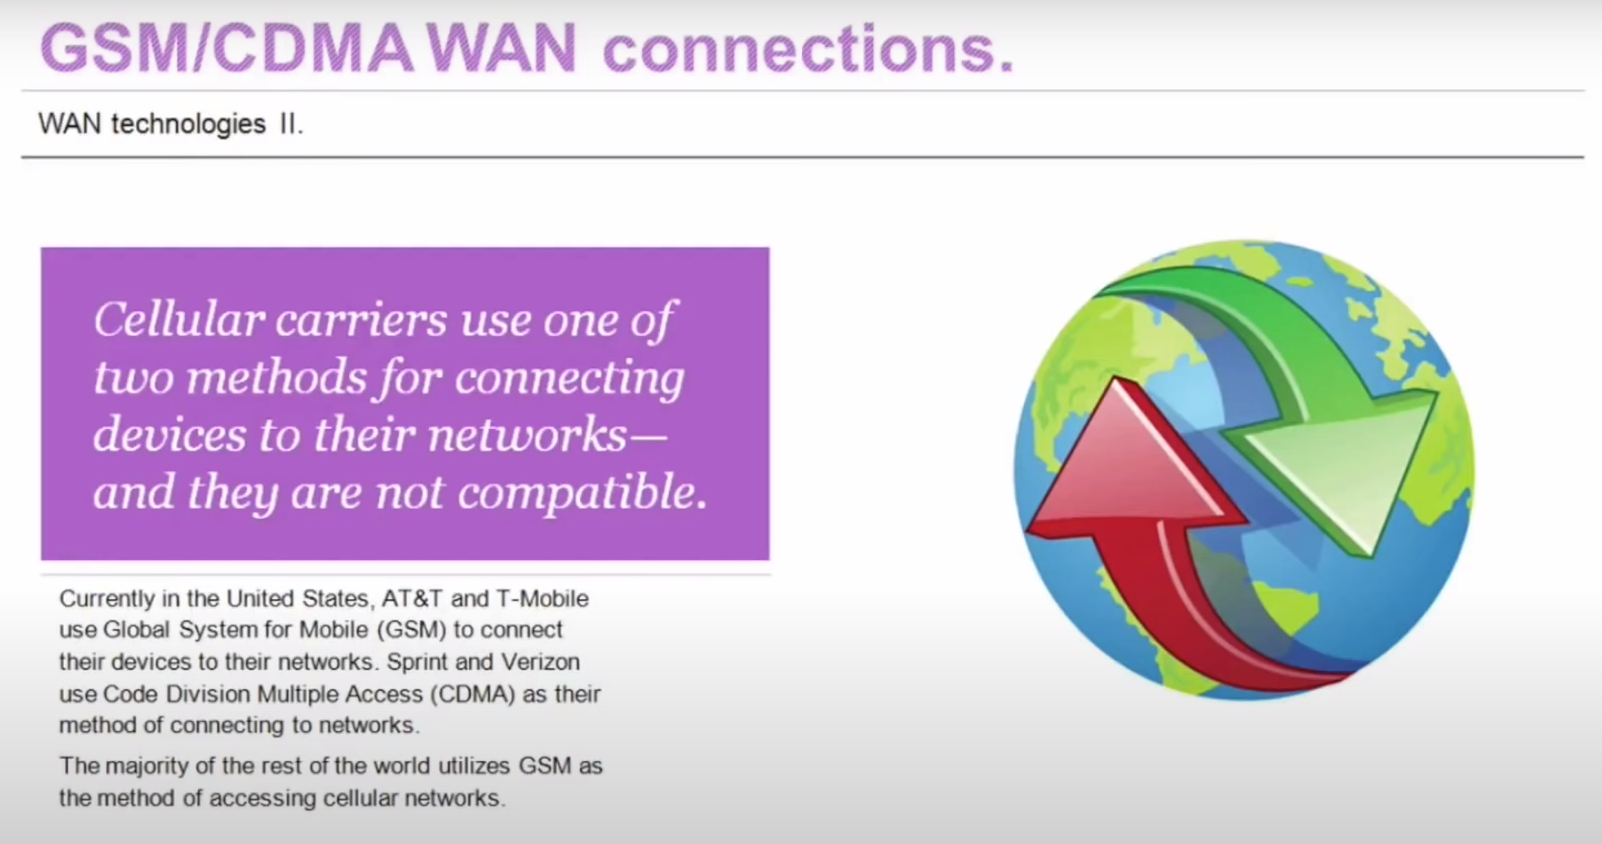 GSM/CDMA WAN connections.
WAN technologies II.
Cellular carriers use one of
two methods for connecting
devices to their networks—
and they are not compatible.
Currently in the United States, AT&T and T-Mobile
use Global System for Mobile (GSM) to connect
their devices to their networks. Sprint and Verizon
use Code Division Multiple Access (CDMA) as their
method of connecting to networks.
The majority of the rest of the world utilizes GSM as
the method of accessing cellular networks.